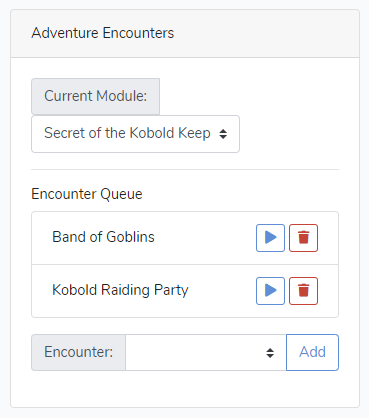 Adventure Encounters
Current Module:
Secret of the Kobold Keep
Encounter Queue
Band of Goblins
Kobold Raiding Party
Encounter: Add